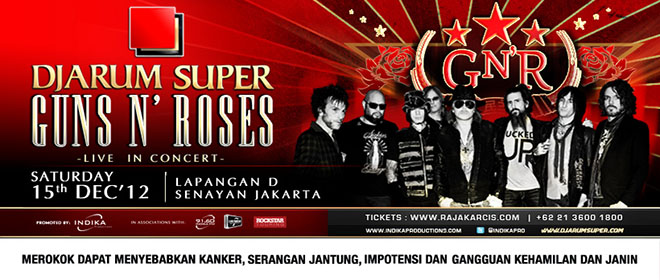 DJARUM SUPER
GUNS N' ROSES
-LIVE IN CONCERT-
SATURDAY
15th DEC'12
LAPANGAN D
SENAYAN JAKARTA
GN'R
UCKED
UP
PROMOTED BY: INDIKA
IN ASSOCIATIONS WITH:
ROCKSTAR
TICKETS : WWW.RAJAKARCIS.COM | +62 21 3600 1800
WWW.INDIKAPRODUCTIONS.COM @INDIKAPRO WWW.DJARUMSUPER.COM
MEROKOK DAPAT MENYEBABKAN KANKER, SERANGAN JANTUNG, IMPOTENSI DAN GANGGUAN KEHAMILAN DAN JANIN